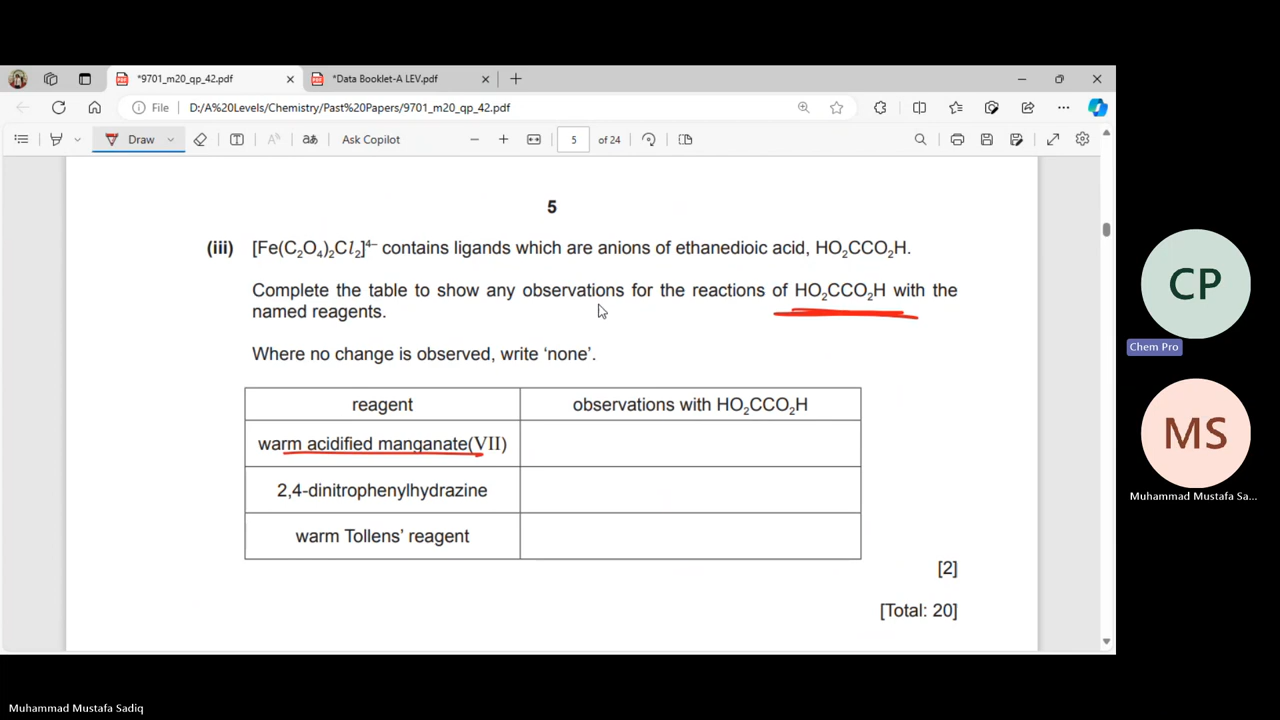 *9701_m20_qp_42.pdf
*Data Booklet-A LEV.pdf
File
D:/A%20Levels/Chemistry/Past%20Papers/9701_m20_qp_42.pdf
Draw
Ask Copilot
5
of 24
5
(iii) [Fe(C₂O₄)₂Cl₂]⁴⁻ contains ligands which are anions of ethanedioic acid, HO₂CCO₂H.
Complete the table to show any observations for the reactions of HO₂CCO₂H with the
named reagents.
Where no change is observed, write ‘none’.
reagent
observations with HO₂CCO₂H
warm acidified manganate(VII)
2,4-dinitrophenylhydrazine
warm Tollens’ reagent
[2]
[Total: 20]
CP
Chem Pro
MS
Muhammad Mustafa Sa...
Muhammad Mustafa Sadiq